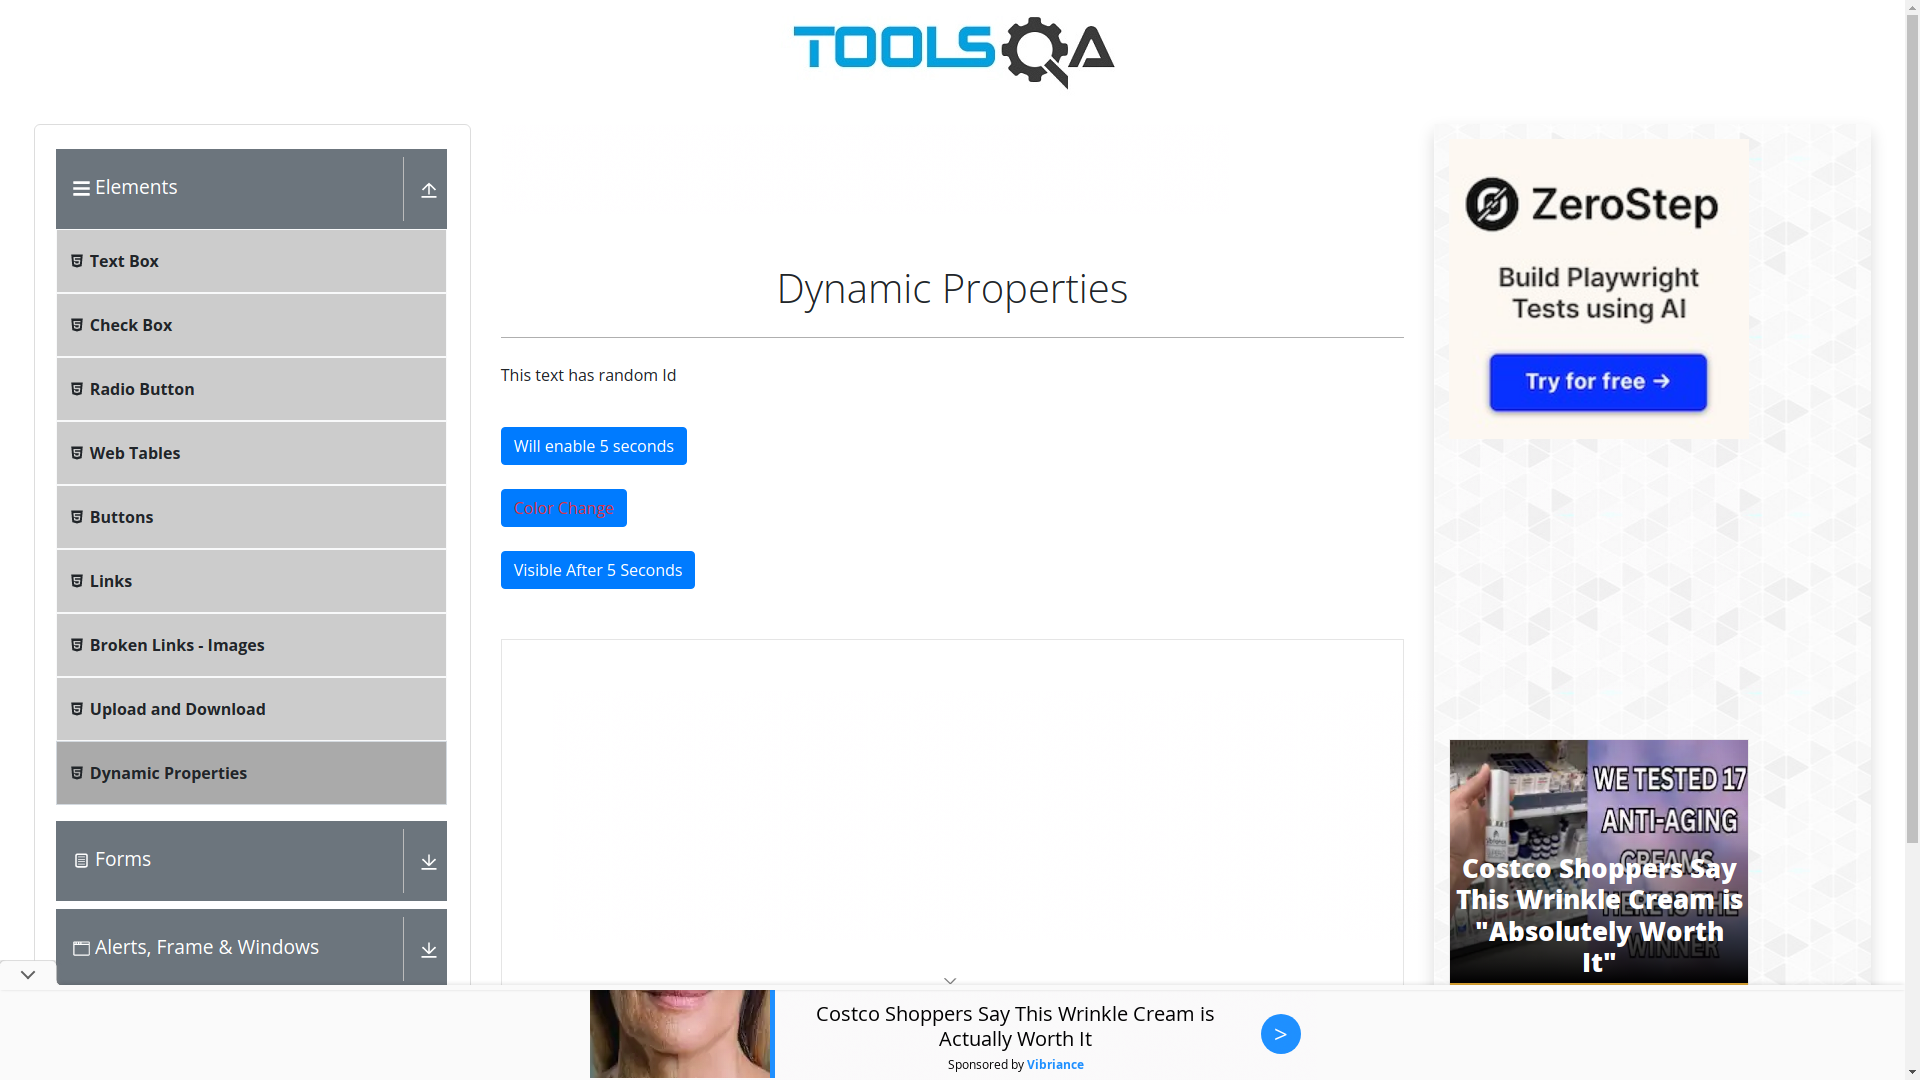 TOOLSQA
Elements
Text Box
Check Box
Radio Button
Web Tables
Buttons
Links
Broken Links - Images
Upload and Download
Dynamic Properties
Forms
Alerts, Frame & Windows
Dynamic Properties
This text has random Id
Will enable 5 seconds
Color Change
Visible After 5 Seconds
ZeroStep
Build Playwright
Tests using AI
Try for free →
WE TESTED 17
ANTI-AGING
CREAMS
HERE IS THE
WINNER
Costco Shoppers Say
This Wrinkle Cream is
"Absolutely Worth
It"
Costco Shoppers Say This Wrinkle Cream is
Actually Worth It
Sponsored by Vibriance
>